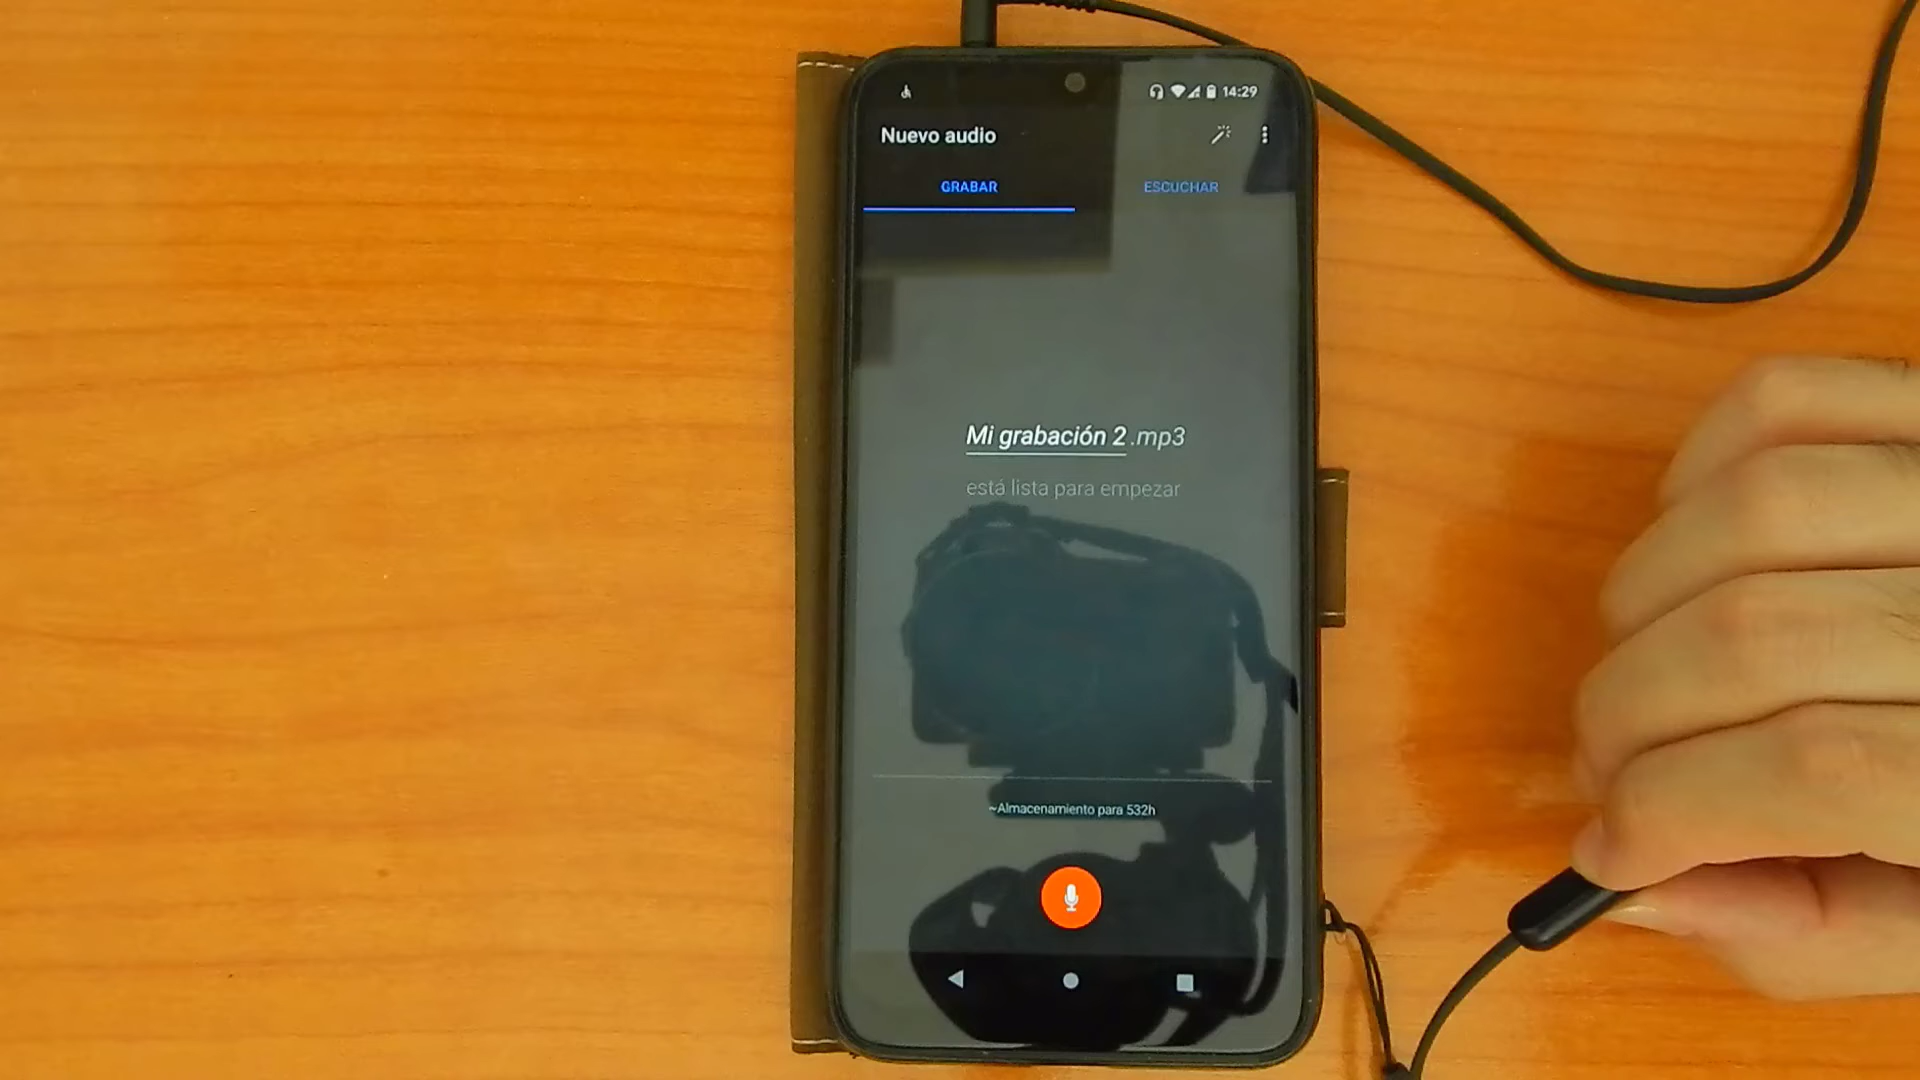 14:29
Nuevo audio
GRABAR
ESCUCHAR
Mi grabación 2 .mp3
está lista para empezar
~Almacenamiento para 532h